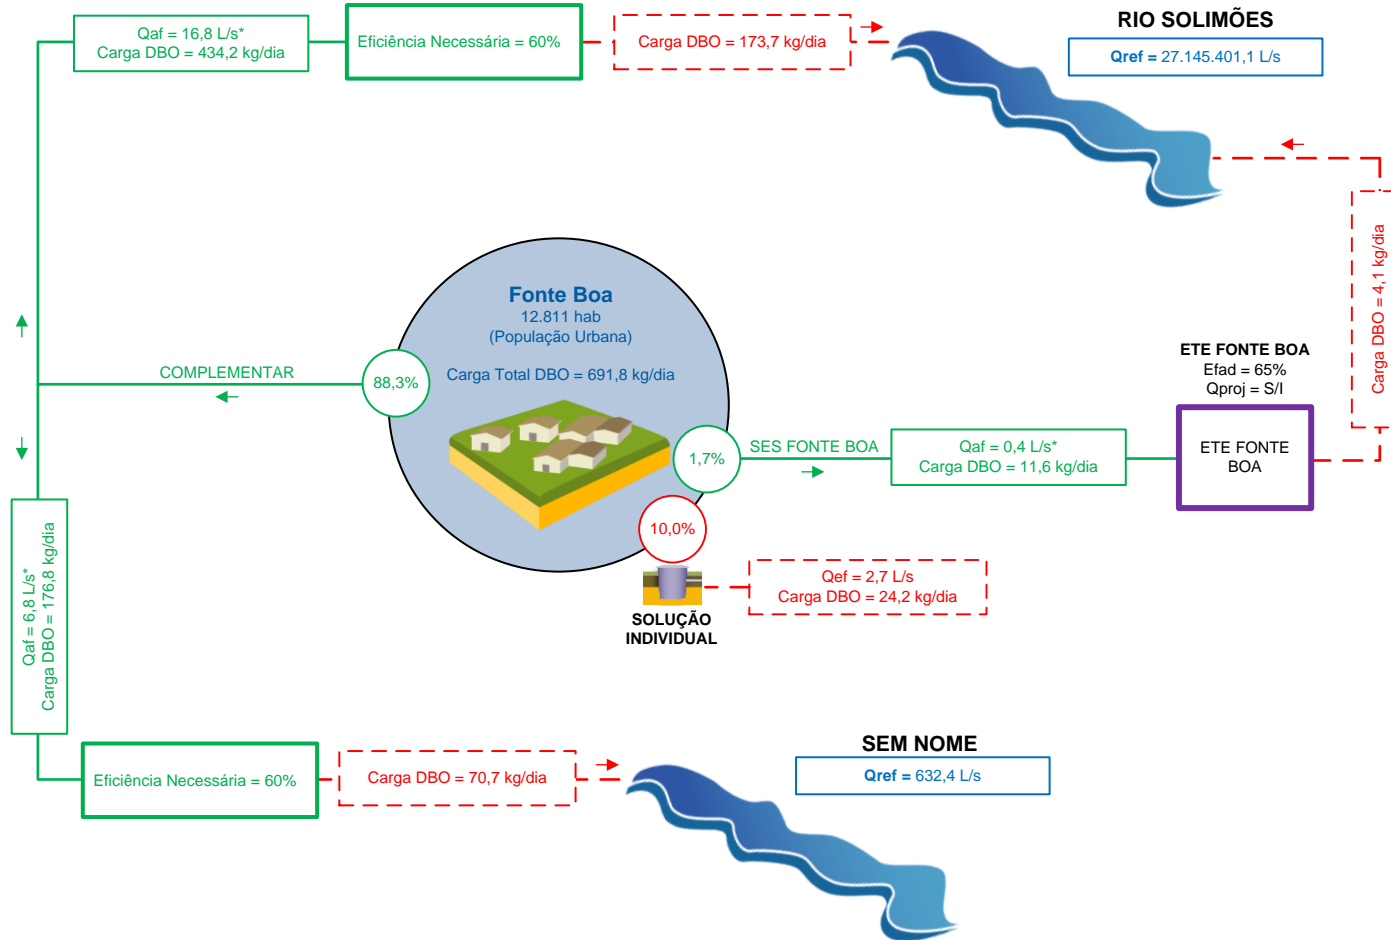 Qaf = 16,8 L/s*
Carga DBO = 434,2 kg/dia
Eficiência Necessária = 60%
Carga DBO = 173,7 kg/dia
RIO SOLIMÕES
Qref = 27.145.401,1 L/s
Carga DBO = 4,1 kg/dia
Fonte Boa
12.811 hab
(População Urbana)
Carga Total DBO = 691,8 kg/dia
COMPLEMENTAR
88,3%
1,7%
SES FONTE BOA
Qaf = 0,4 L/s*
Carga DBO = 11,6 kg/dia
ETE FONTE BOA
Efad = 65%
Qproj = S/I
ETE FONTE
BOA
10,0%
SOLUÇÃO
INDIVIDUAL
Qef = 2,7 L/s
Carga DBO = 24,2 kg/dia
Qaf = 6,8 L/s*
Carga DBO = 176,8 kg/dia
Eficiência Necessária = 60%
Carga DBO = 70,7 kg/dia
SEM NOME
Qref = 632,4 L/s